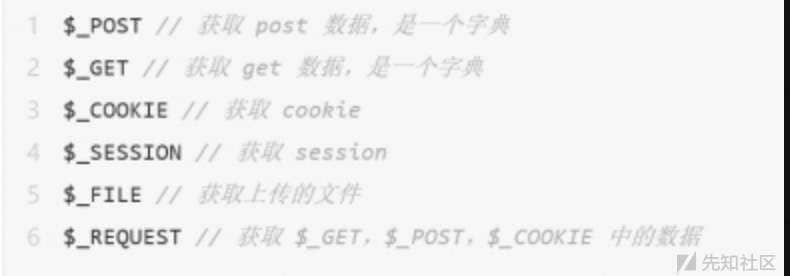 1 $_POST // 获取 post 数据，是一个字典
2 $_GET // 获取 get 数据，是一个字典
3 $_COOKIE // 获取 cookie
4 $_SESSION // 获取 session
5 $_FILE // 获取上传的文件
6 $_REQUEST // 获取 $_GET，$_POST，$_COOKIE 中的数据
先知社区